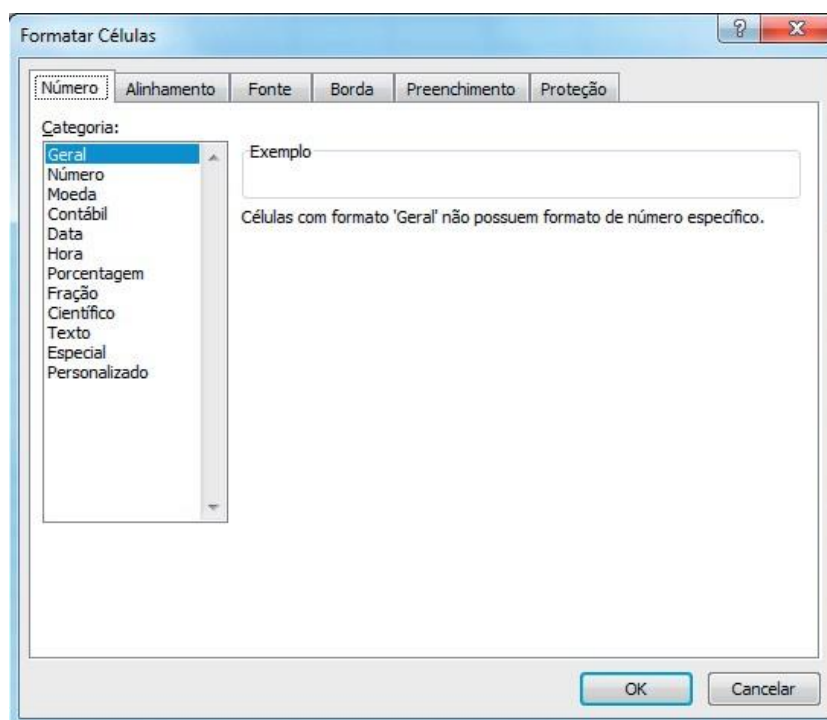 Formatar Células
Número Alinhamento Fonte Borda Preenchimento Proteção
Categoria:
Geral
Número
Moeda
Contábil
Data
Hora
Porcentagem
Fração
Científico
Texto
Especial
Personalizado
Exemplo
Células com formato 'Geral' não possuem formato de número específico.
OK Cancelar